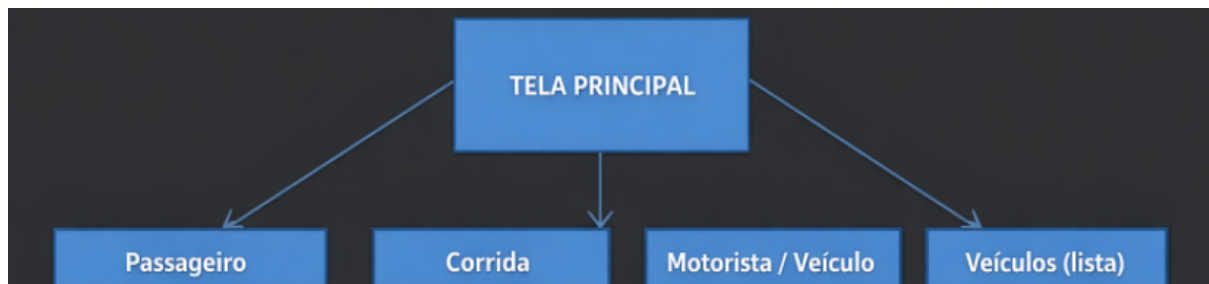 TELA PRINCIPAL
Passageiro
Corrida
Motorista / Veículo
Veículos (lista)